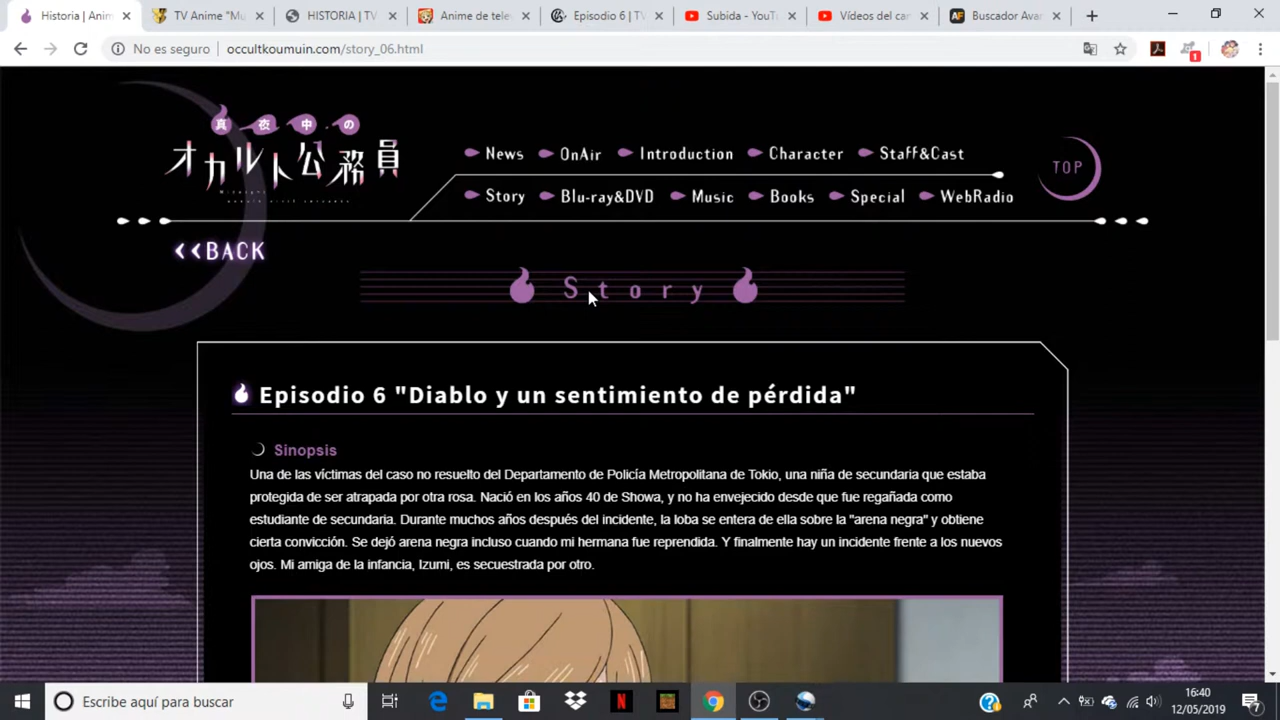 Historia | Anim
TV Anime "Mu
HISTORIA | TV
Anime de tele
Episodio 6 | TV
Subida - YouTu
Vídeos del can
Buscador Avan
No es seguro
occultkoumuin.com/story_06.html
1
真夜中の
オカルト公務員
News
OnAir
Introduction
Character
Staff&Cast
TOP
Story
Blu-ray&DVD
Music
Books
Special
WebRadio
<<BACK
Story
Episodio 6 "Diablo y un sentimiento de pérdida"
Sinopsis
Una de las víctimas del caso no resuelto del Departamento de Policía Metropolitana de Tokio, una niña de secundaria que estaba
protegida de ser atrapada por otra rosa. Nació en los años 40 de Showa, y no ha envejecido desde que fue regañada como
estudiante de secundaria. Durante muchos años después del incidente, la loba se entera de ella sobre la "arena negra" y obtiene
cierta convicción. Se dejó arena negra incluso cuando mi hermana fue reprendida. Y finalmente hay un incidente frente a los nuevos
ojos. Mi amiga de la infancia, emma es secuestrada por otro.
Escribe aquí para buscar
16:40
12/05/2019
7